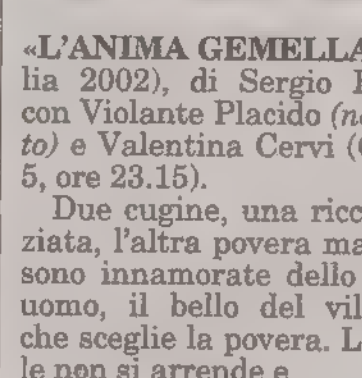 «L'ANIMA GEMELLA
lia 2002), di Sergio
con Violante Placido (n
to) e Valentina Cervi (
5, ore 23.15).
Due cugine, una ricc
ziata, l'altra povera ma
sono innamorate dello
uomo, il bello del vil
che sceglie la povera. L
le non si arrende e